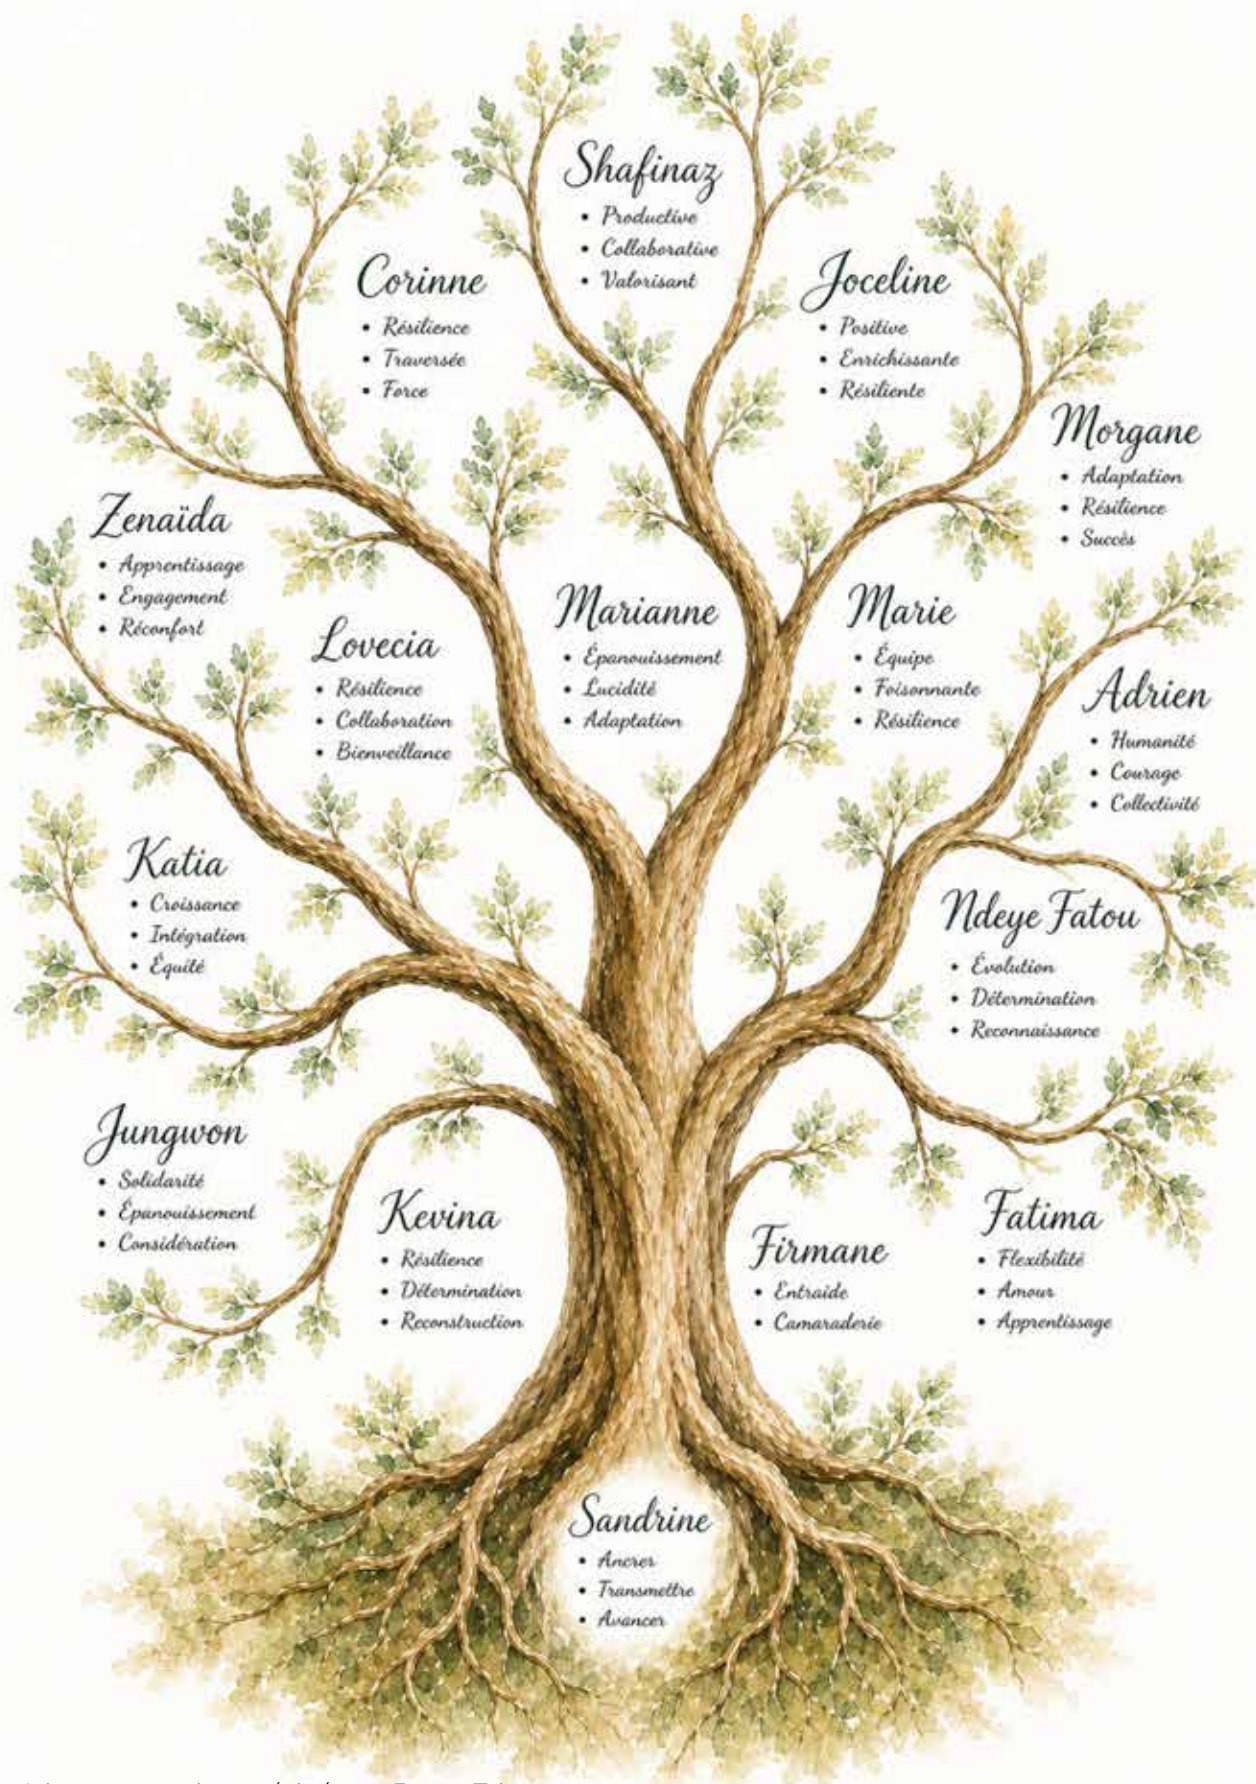 Shafinaz
• Productive
• Collaborative
• Valorisant
Corinne
• Résilience
• Traversée
• Force
Joceline
• Positive
• Enrichissante
• Résiliente
Morgane
• Adaptation
• Résilience
• Succès
Zenaïda
• Apprentissage
• Engagement
• Réconfort
Lovecia
• Résilience
• Collaboration
• Bienveillance
Marianne
• Épanouissement
• Lucidité
• Adaptation
Marie
• Équipe
• Foisonnante
• Résilience
Adrien
• Humanité
• Courage
• Collectivité
Katia
• Croissance
• Intégration
• Équité
Ndeye Fatou
• Évolution
• Détermination
• Reconnaissance
Jungwon
• Solidarité
• Épanouissement
• Considération
Kevina
• Résilience
• Détermination
• Reconstruction
Firmane
• Entraide
• Camaraderie
Fatima
• Flexibilité
• Amour
• Apprentissage
Sandrine
• Ancrer
• Transmettre
• Avancer